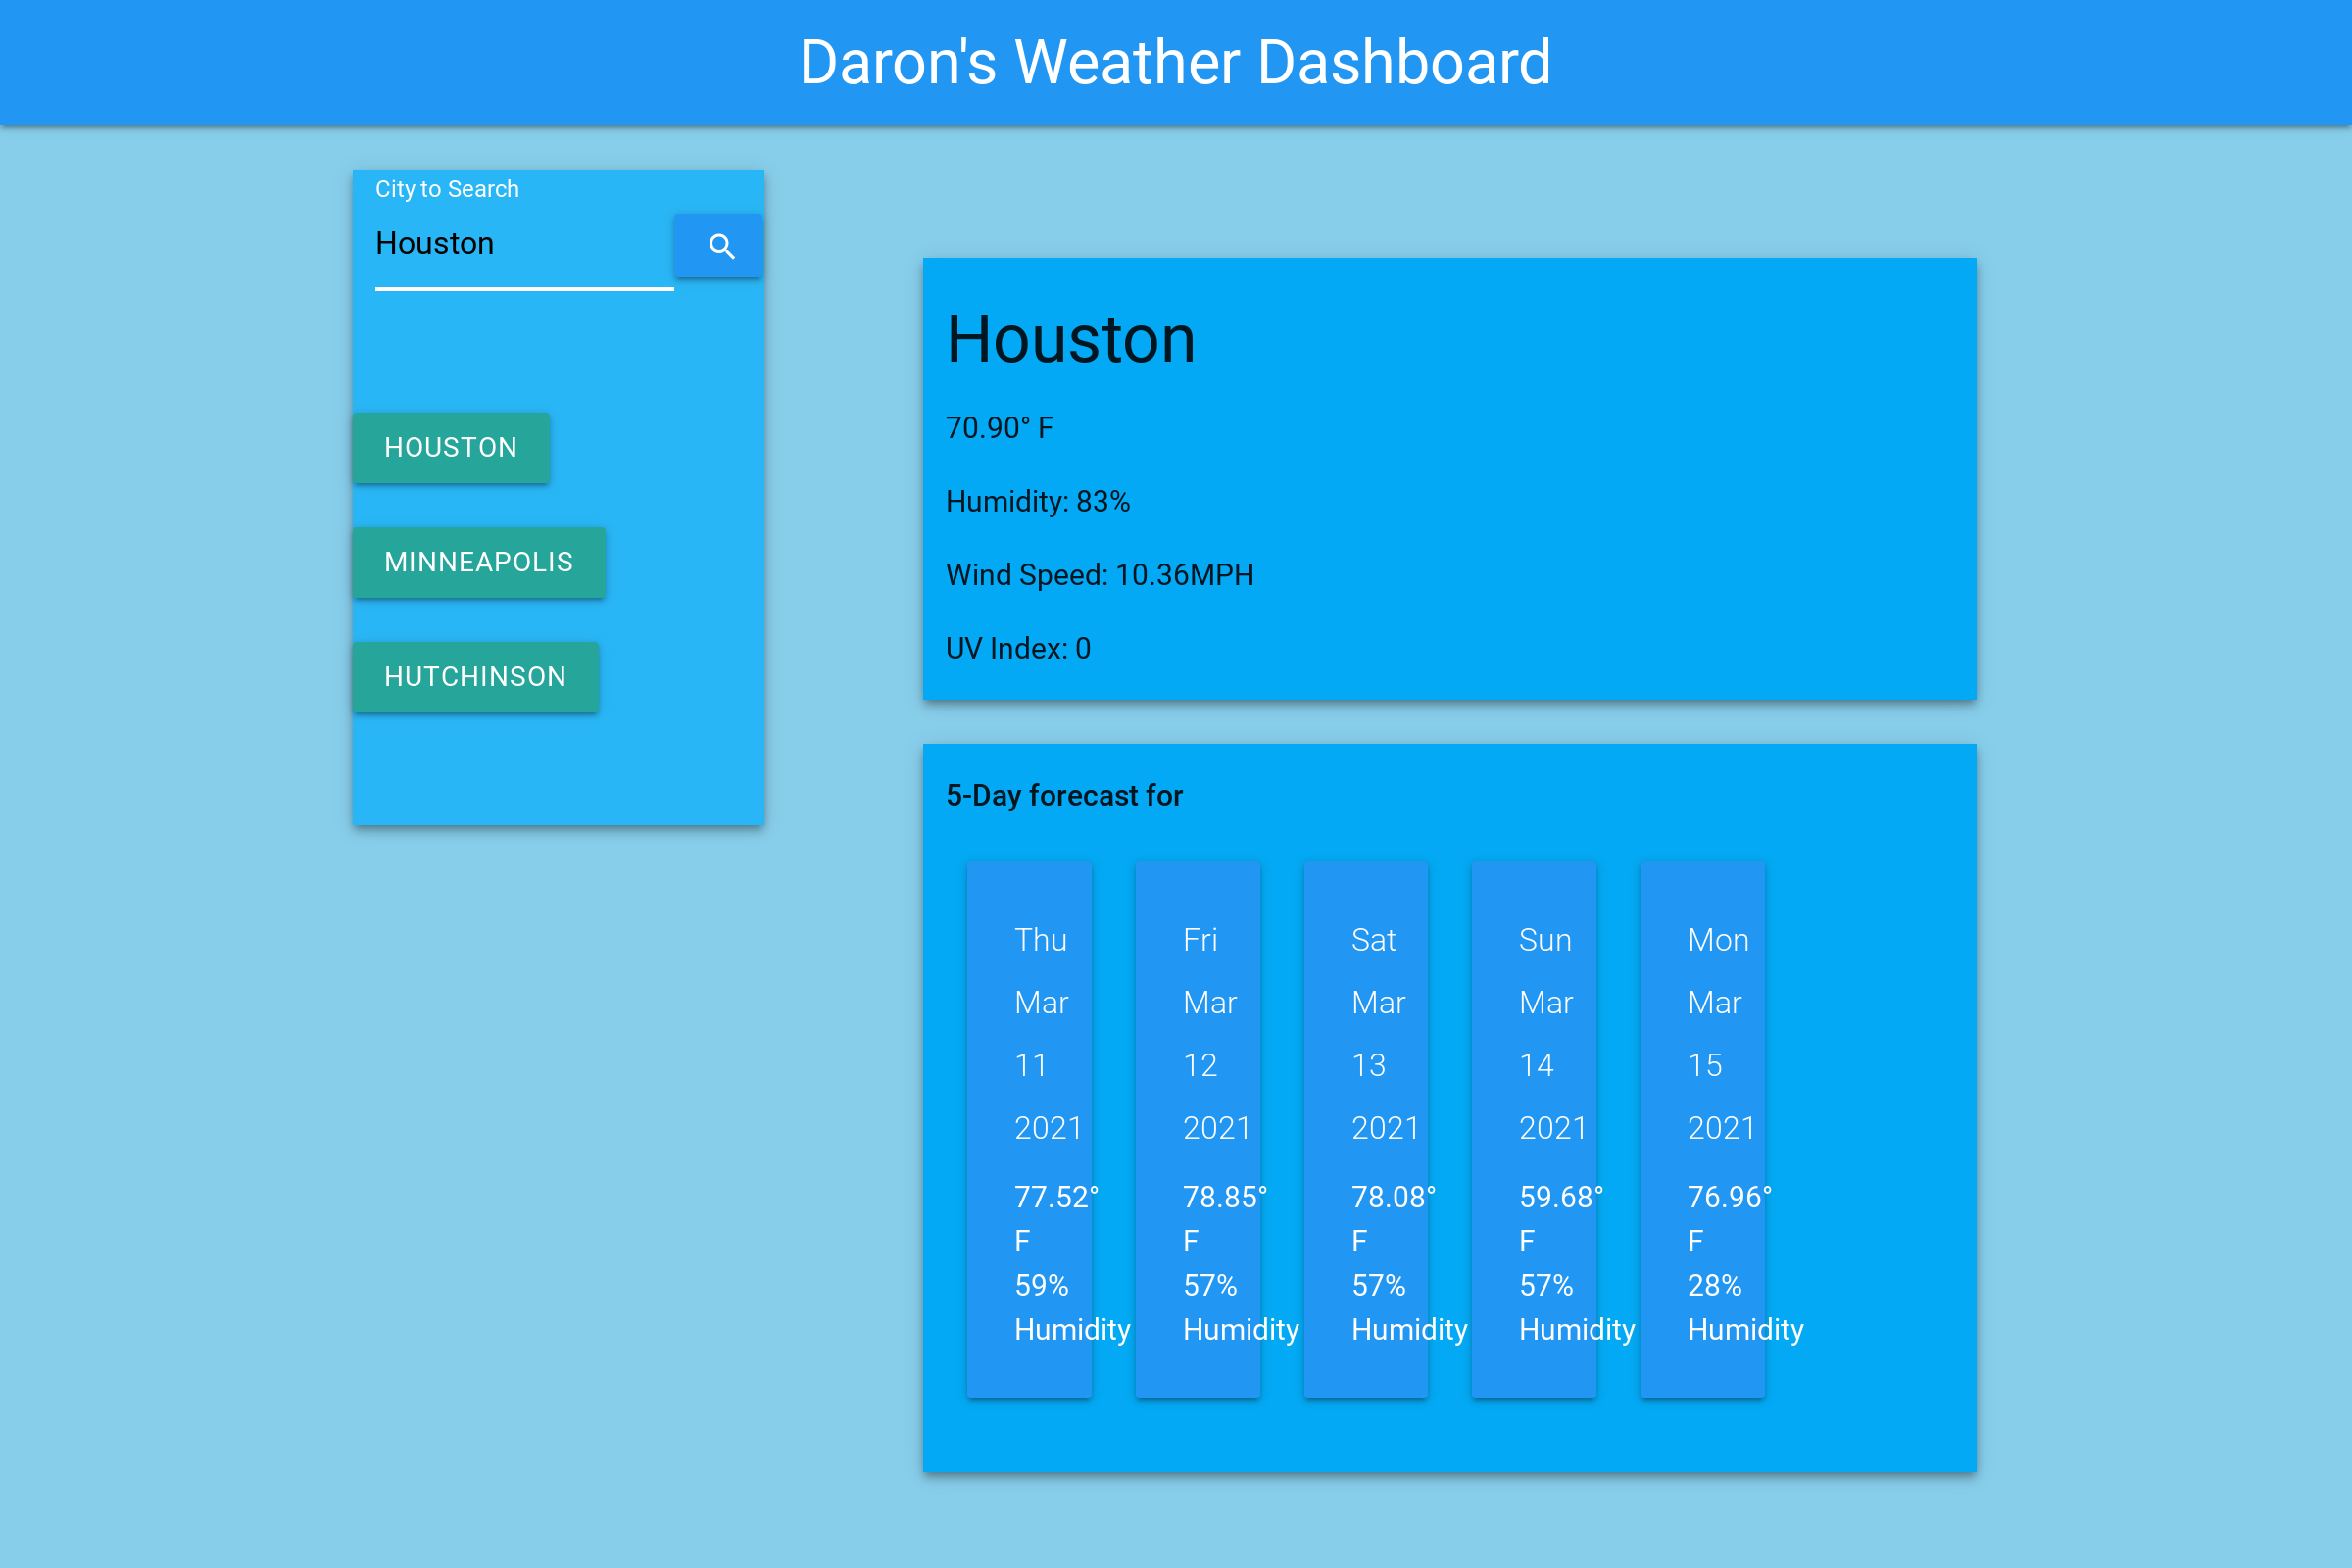 Daron's Weather Dashboard
City to Search
Houston
HOUSTON
MINNEAPOLIS
HUTCHINSON
Houston
70.90° F
Humidity: 83%
Wind Speed: 10.36MPH
UV Index: 0
5-Day forecast for
Thu
Mar
11
2021
77.52°
F
59%
Humidity
Fri
Mar
12
2021
78.85°
F
57%
Humidity
Sat
Mar
13
2021
78.08°
F
57%
Humidity
Sun
Mar
14
2021
59.68°
F
57%
Humidity
Mon
Mar
15
2021
76.96°
F
28%
Humidity